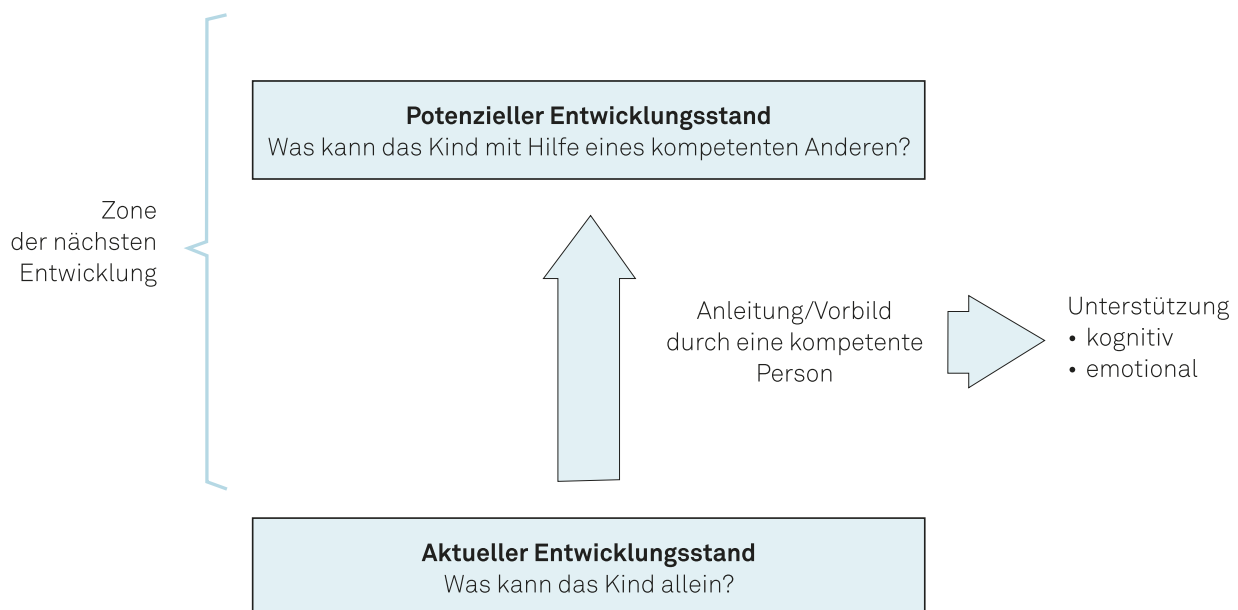 Potenzieller Entwicklungsstand
Was kann das Kind mit Hilfe eines kompetenten Anderen?
Zone
der nächsten
Entwicklung
Anleitung/Vorbild
durch eine kompetente
Person
Unterstützung
• kognitiv
• emotional
Aktueller Entwicklungsstand
Was kann das Kind allein?